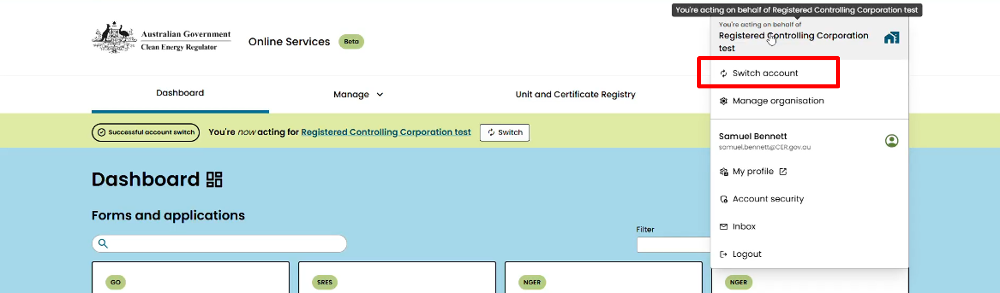 You're acting on behalf of Registered Controlling Corporation test
Australian Government
Clean Energy Regulator
Online Services
Beta
You're acting on behalf of
Registered Controlling Corporation
test
Switch account
Manage organisation
Dashboard
Manage
Unit and Certificate Registry
Successful account switch
You're now acting for Registered Controlling Corporation test
Switch
Samuel Bennett
samuel.bennett@CER.gov.au
My profile
Account security
Inbox
Logout
Dashboard
Forms and applications
Filter
GO
SRES
NGER
NGER